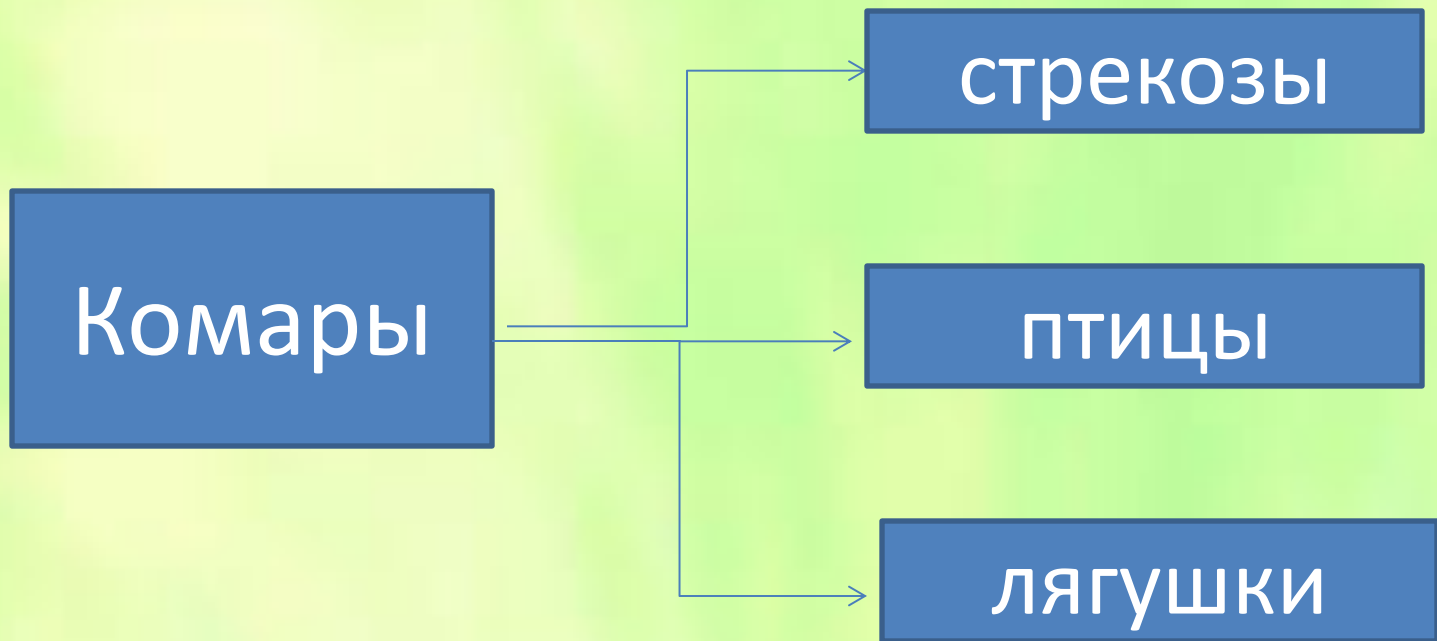 стрекозы
Комары
птицы
лягушки